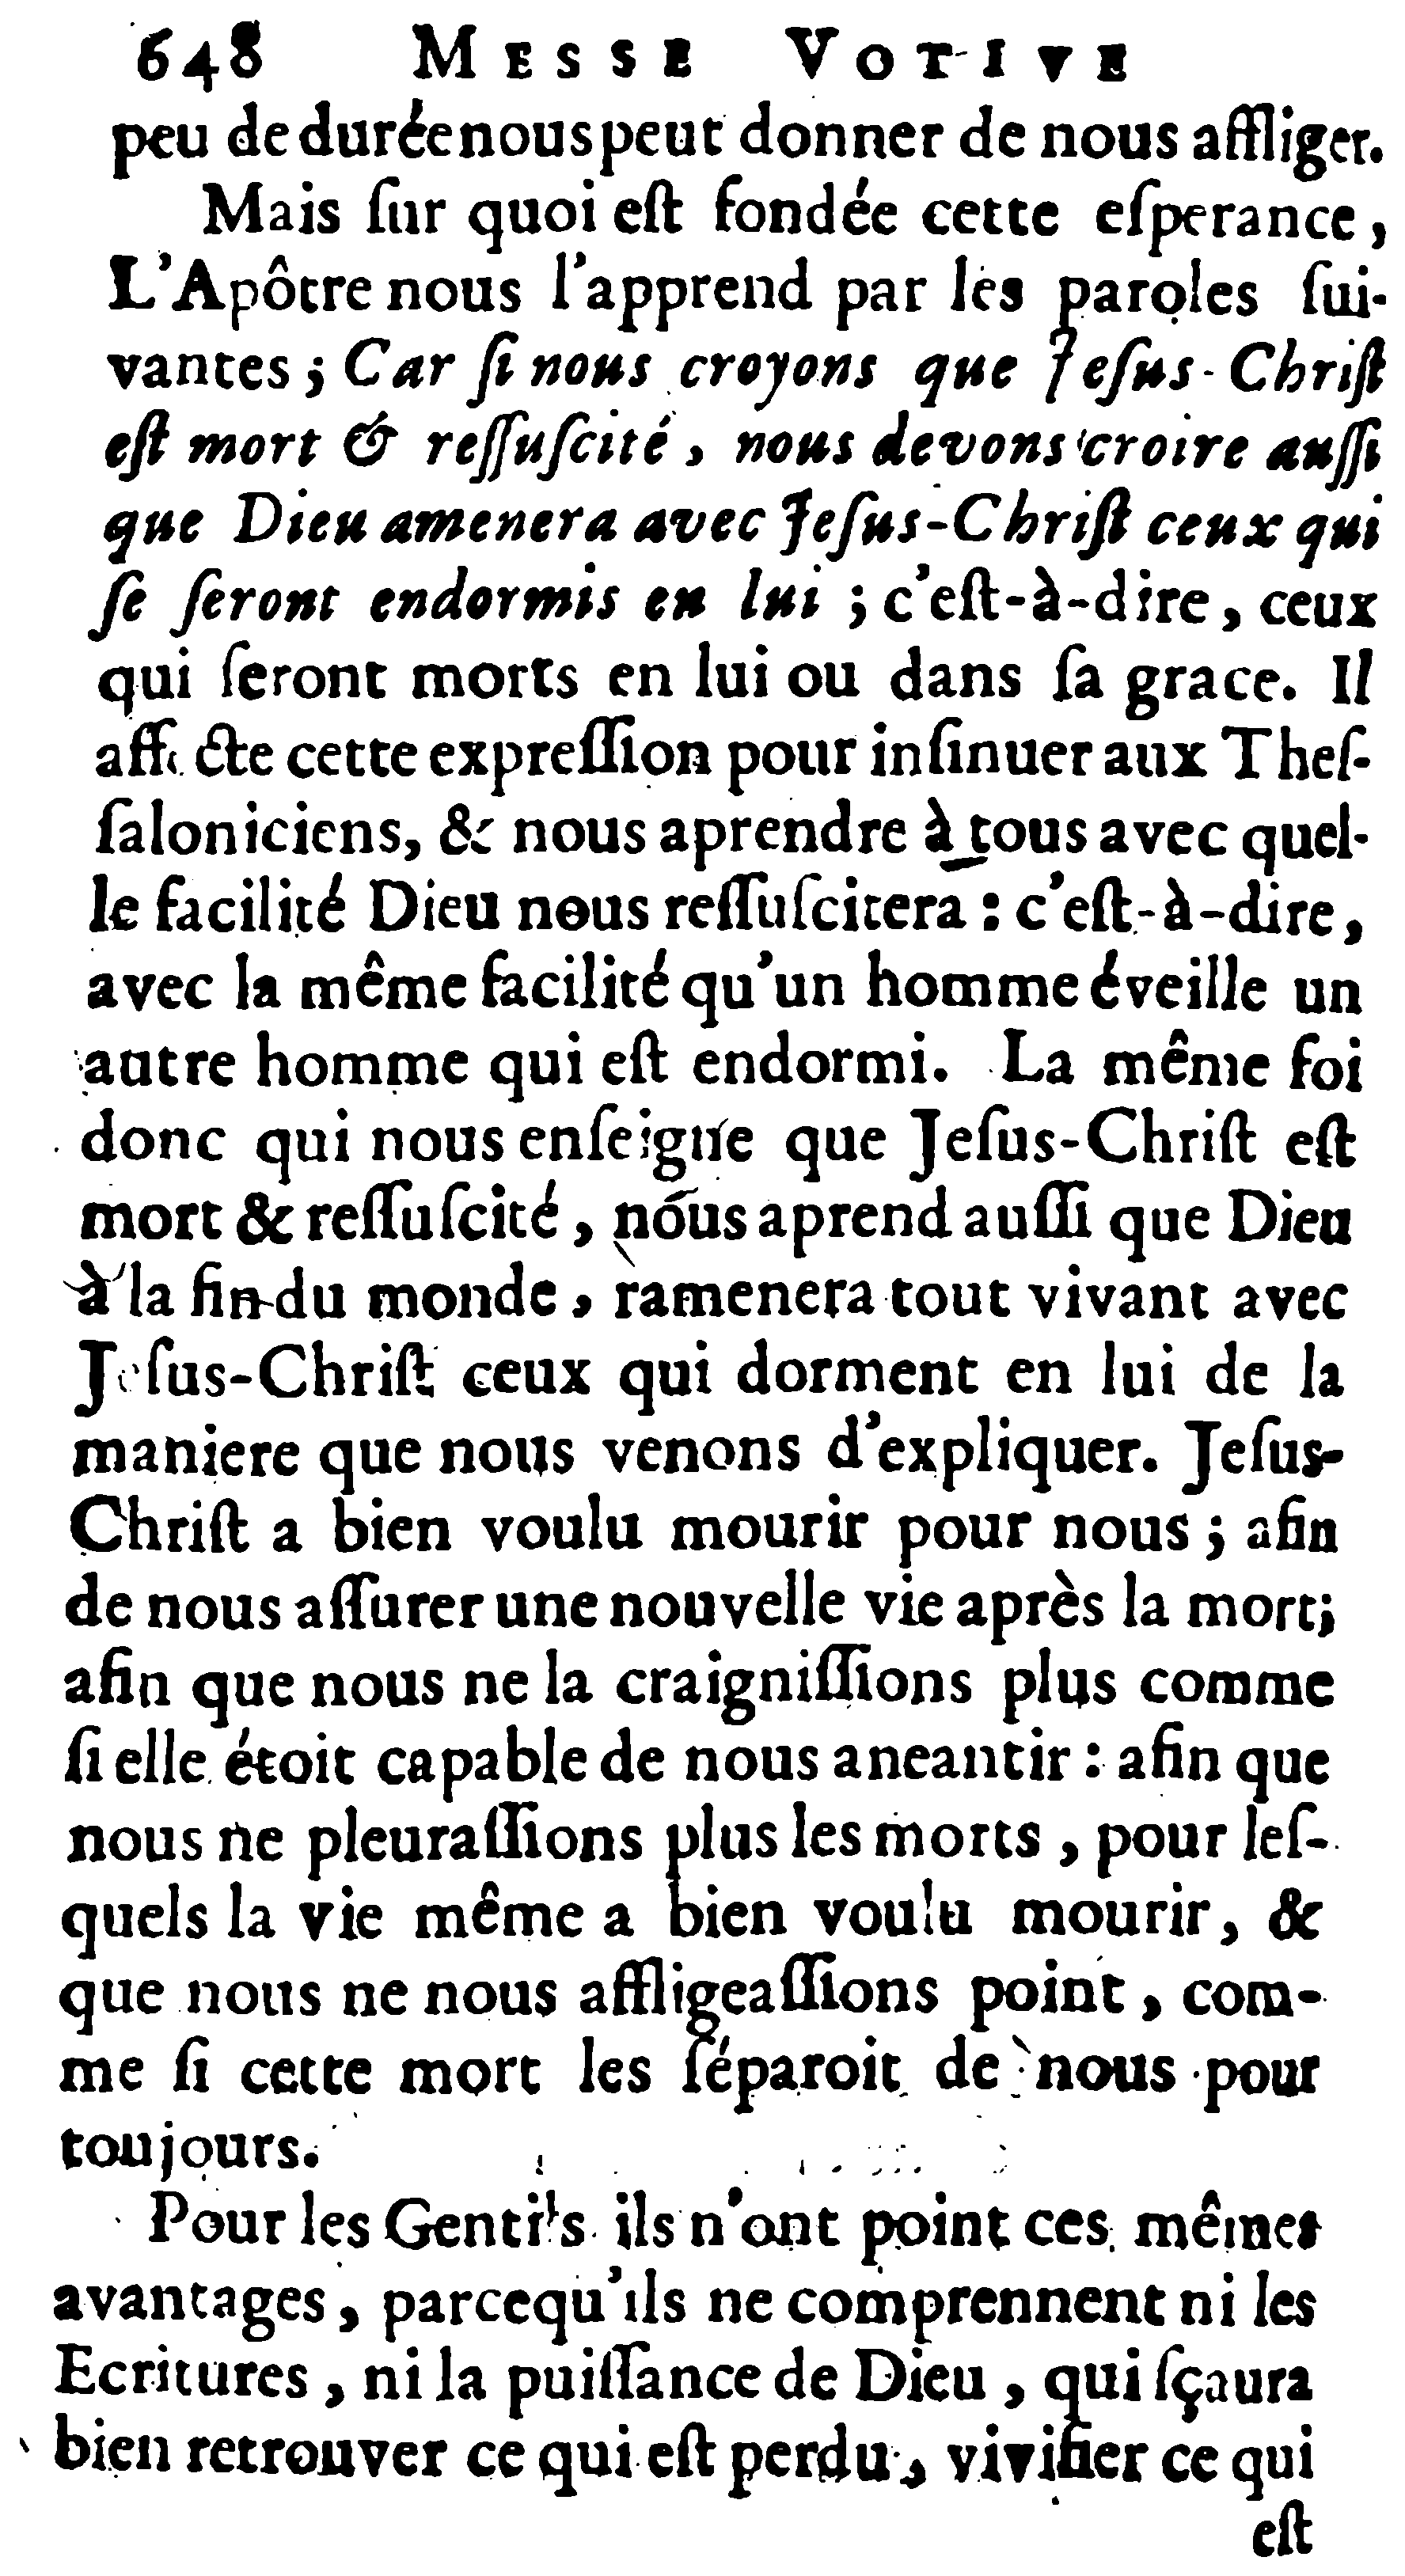 648 MESSE VOTIVE
peu de durée nous peut donner de nous affliger.
Mais ſur quoi eſt fondée cette eſperance,
L'Apôtre nous l'apprend par les paroles ſui-
vantes ; Car ſi nous croyons que Jeſus-Chriſt
eſt mort & reſſuſcité, nous devons croire auſſi
que Dieu amenera avec Jeſus-Chriſt ceux qui
ſe ſeront endormis en lui ; c'eſt-à-dire, ceux
qui ſeront morts en lui ou dans ſa grace. Il
affecte cette expreſſion pour inſinuer aux Theſ-
ſaloniciens, & nous aprendre à tous avec quel-
le facilité Dieu nous reſſuſcitera : c'eſt-à-dire,
avec la même facilité qu'un homme éveille un
autre homme qui eſt endormi. La même foi
donc qui nous enſeigne que Jeſus-Chriſt eſt
mort & reſſuſcité, nous aprend auſſi que Dieu
à la fin du monde, ramenera tout vivant avec
Jeſus-Chriſt ceux qui dorment en lui de la
maniere que nous venons d'expliquer. Jeſus-
Chriſt a bien voulu mourir pour nous ; afin
de nous aſſurer une nouvelle vie après la mort;
afin que nous ne la craigniſſions plus comme
ſi elle étoit capable de nous aneantir : afin que
nous ne pleuraſſions plus les morts, pour leſ-
quels la vie même a bien voulu mourir, &
que nous ne nous affligeaſſions point, com-
me ſi cette mort les ſéparoit de nous pour
toujours.
Pour les Gentils ils n'ont point ces mêmes
avantages, parcequ'ils ne comprennent ni les
Ecritures, ni la puiſſance de Dieu, qui ſçaura
bien retrouver ce qui eſt perdu, vivifier ce qui
eſt